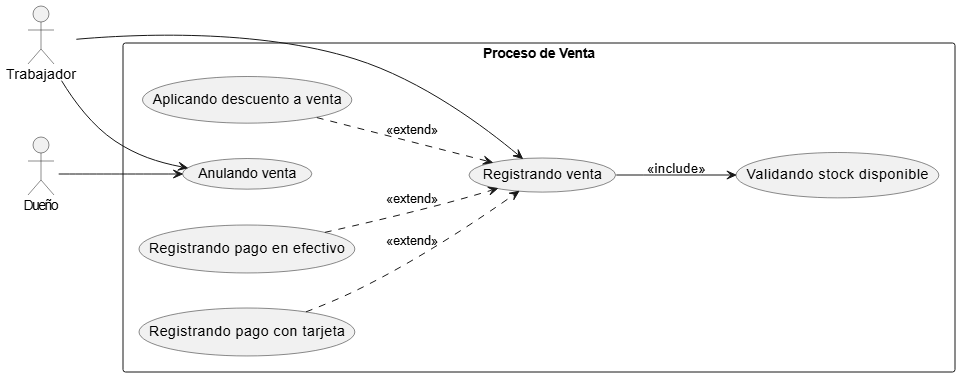 Proceso de Venta
Trabajador
Aplicando descuento a venta
«extend»
Anulando venta
Registrando venta
«include»
Validando stock disponible
Dueño
«extend»
Registrando pago en efectivo
«extend»
Registrando pago con tarjeta